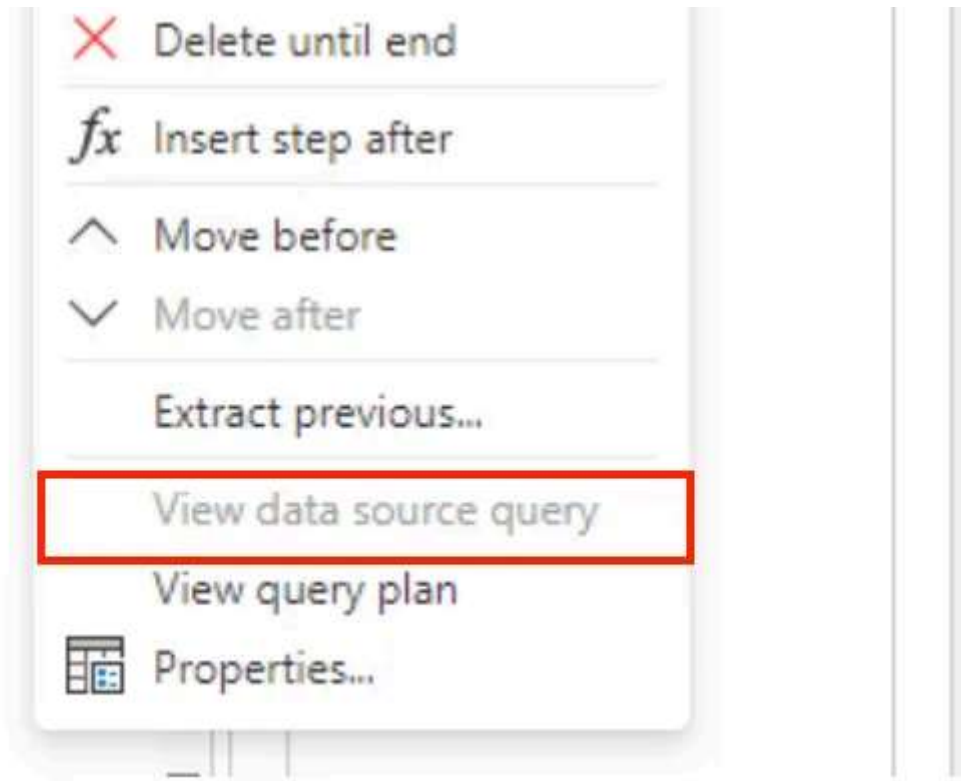 Delete until end
fx Insert step after
Move before
Move after
Extract previous...
View data source query
View query plan
Properties...